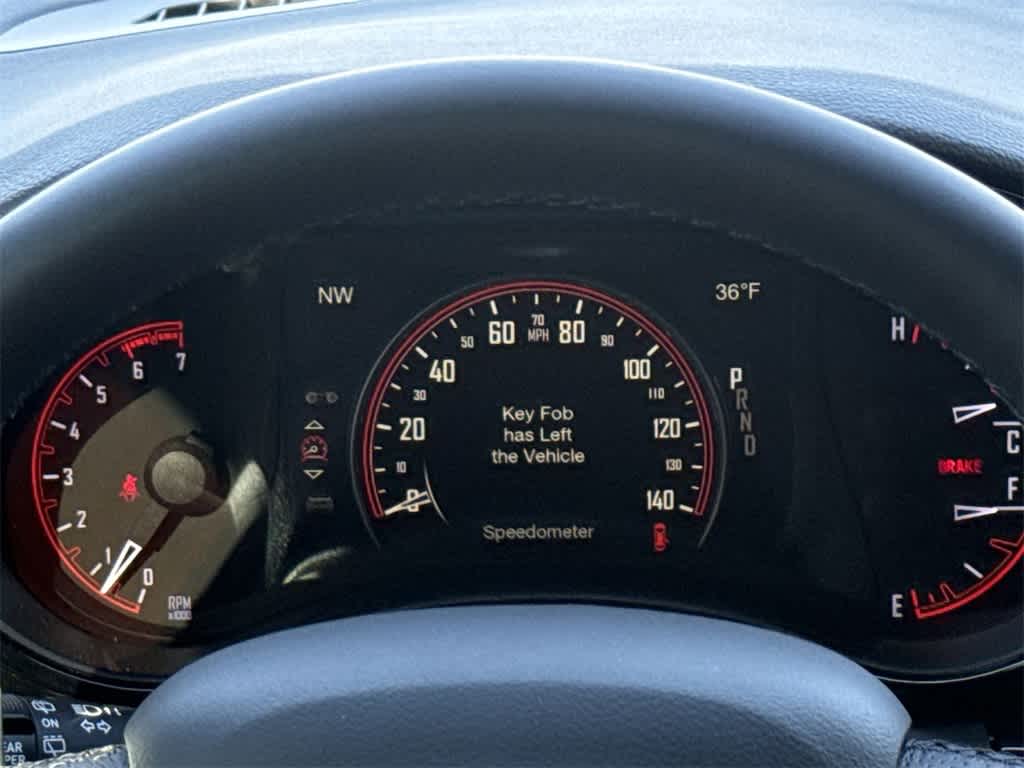 NW
36°F
7
6
5
4
3
2
1
0
RPM
x1000
0
10
20
30
40
50
60
70
MPH
80
90
100
110
120
130
140
Key Fob
has Left
the Vehicle
Speedometer
P
R
N
D
H
C
BRAKE
F
E
ON